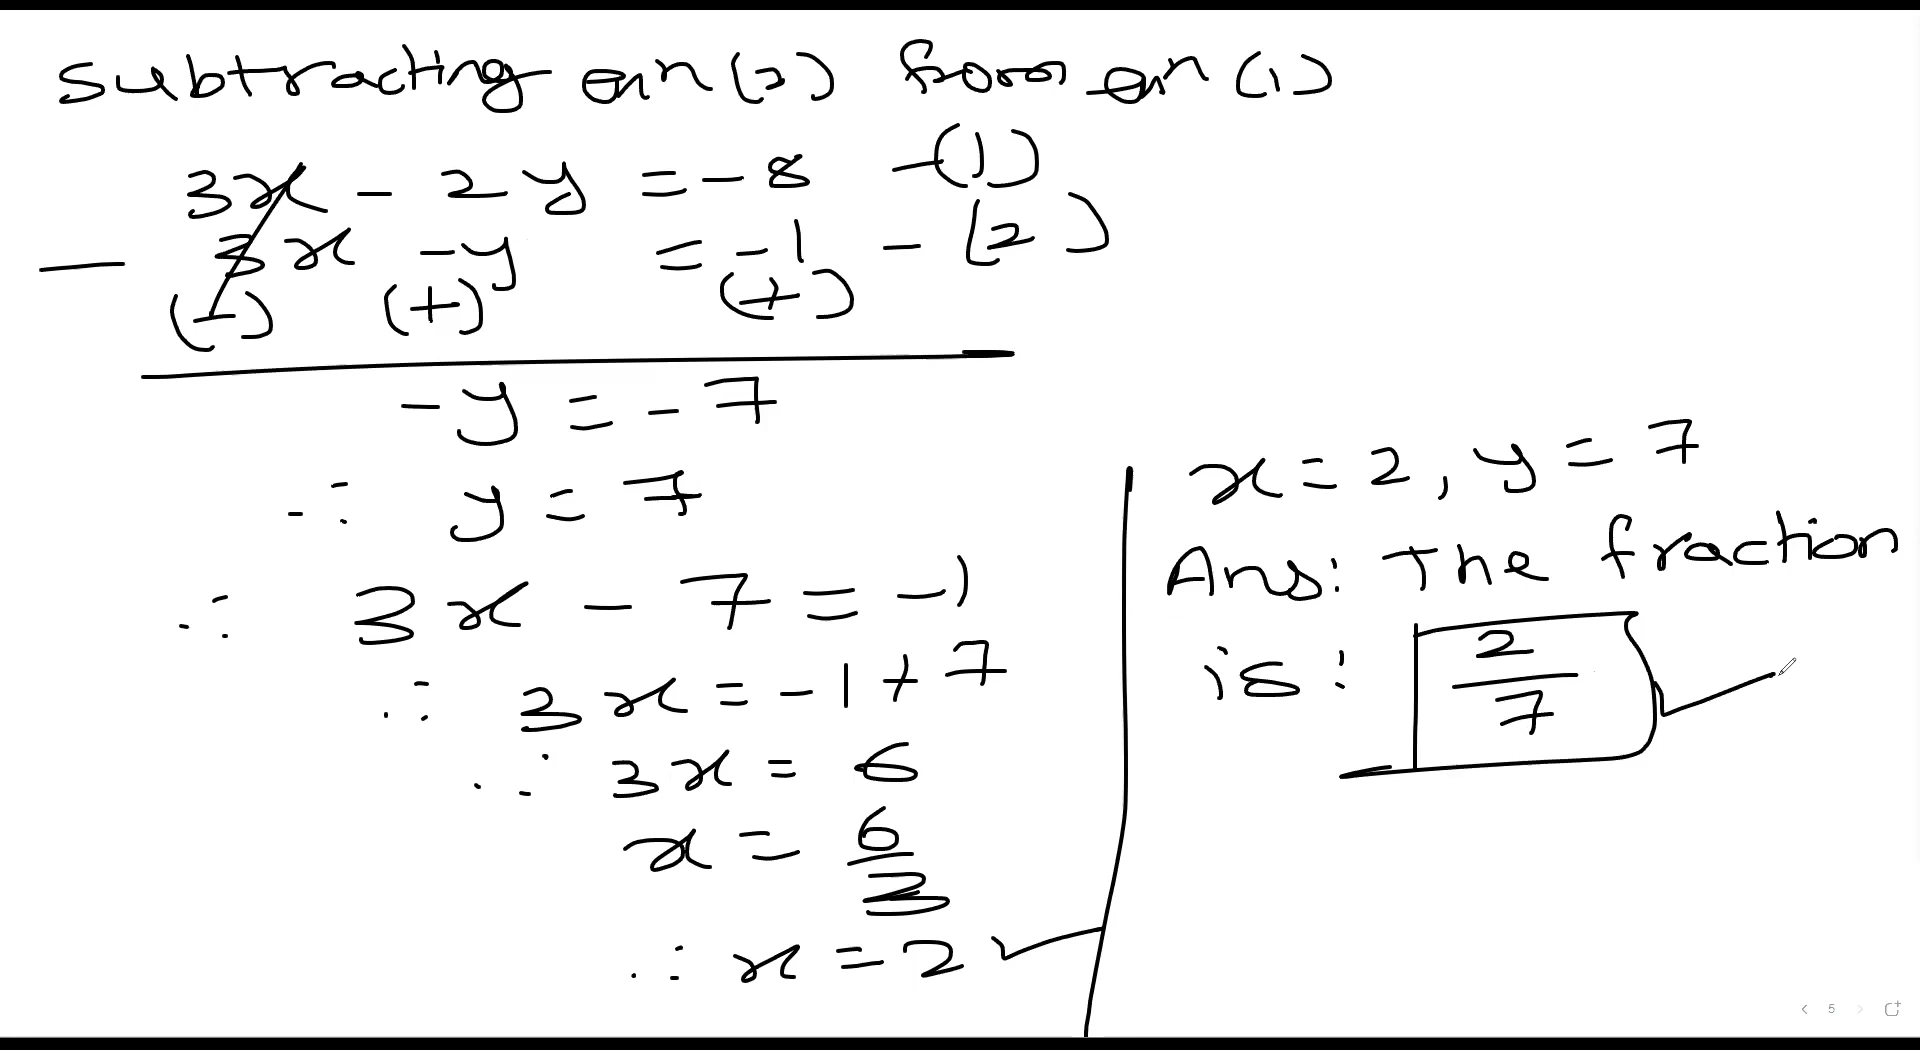 subtracting eqn (2) from eqn (1)
3x - 2y = -8 -(1)
- 3x - y = -1 - (2)
(-) (+) (+)
-y = -7
∴ y = 7
∴ 3x - 7 = -1
∴ 3x = -1 + 7
∴ 3x = 6
x = 6/3
∴ x = 2
x = 2, y = 7
Ans: The fraction
is: 2/7
5